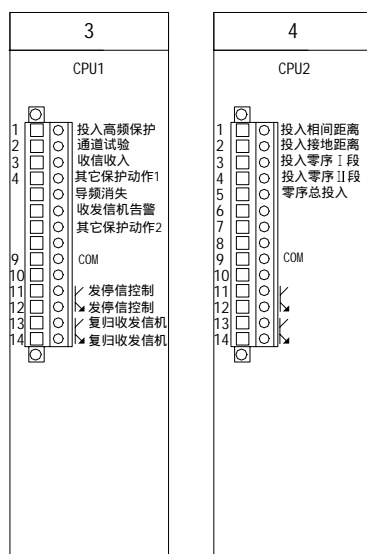 3
CPU1
1 投入高频保护
2 通道试验
3 收信收入
4 其它保护动作1
导频消失
收发信机告警
其它保护动作2
9 COM
10
11 发停信控制
12 发停信控制
13 复归收发信机
14 复归收发信机
4
CPU2
1 投入相间距离
2 投入接地距离
3 投入零序Ⅰ段
4 投入零序Ⅱ段
5 零序总投入
6
7
8
9 COM
10
11
12
13
14